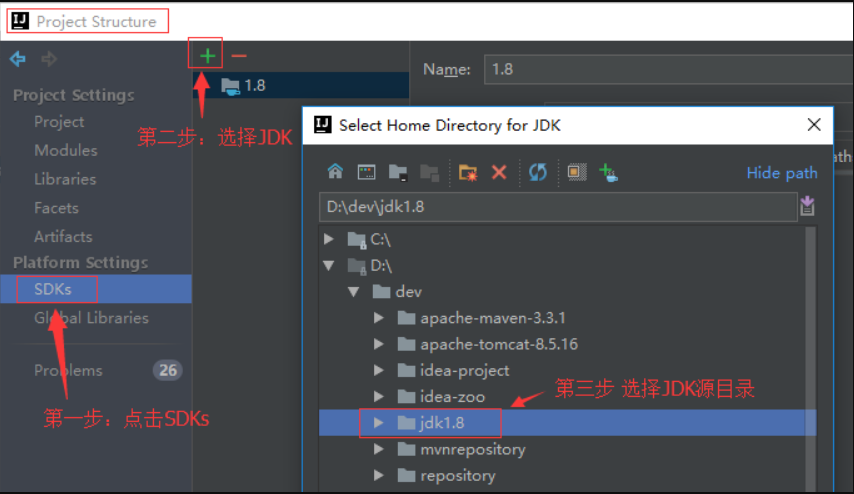 Project Structure
Project Settings
Project
Modules
Libraries
Facets
Artifacts
Platform Settings
SDKs
Global Libraries
Problems
26
第一步：点击SDKs
1.8
第二步：选择JDK
Name:
1.8
ath
Select Home Directory for JDK
Hide path
D:\dev\jdk1.8
C:\
D:\
dev
apache-maven-3.3.1
apache-tomcat-8.5.16
idea-project
idea-zoo
第三步 选择JDK源目录
jdk1.8
mvnrepository
repository